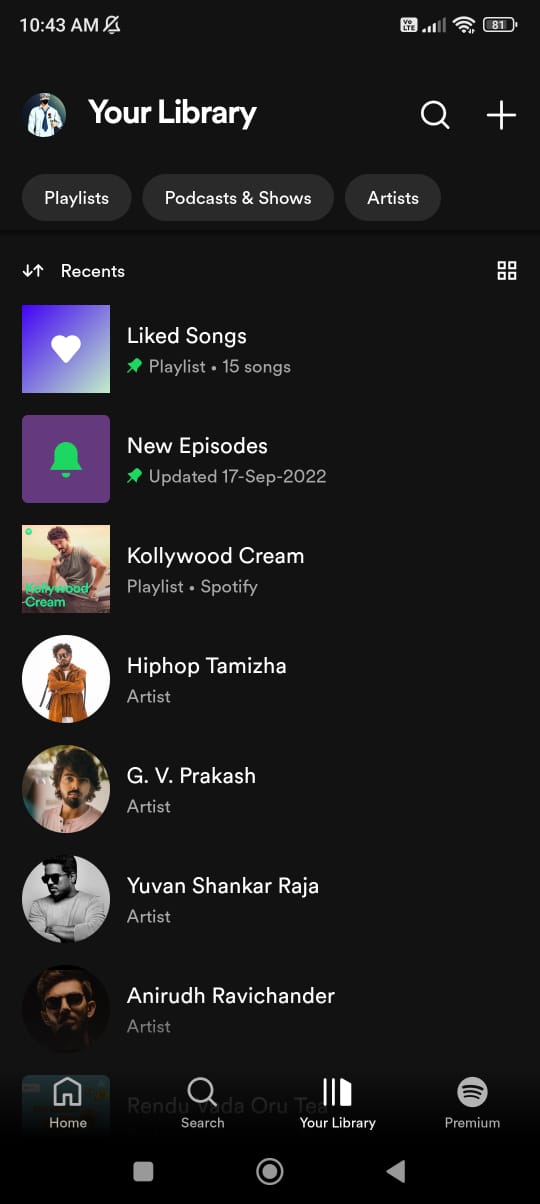 10:43 AM
Vo
LTE
81
Your Library
Playlists
Podcasts & Shows
Artists
Recents
Liked Songs
Playlist • 15 songs
New Episodes
Updated 17-Sep-2022
Kollywood
Cream
Kollywood Cream
Playlist • Spotify
Hiphop Tamizha
Artist
G. V. Prakash
Artist
Yuvan Shankar Raja
Artist
Anirudh Ravichander
Artist
Rendu Vada Oru Tea
Home
Search
Your Library
Premium